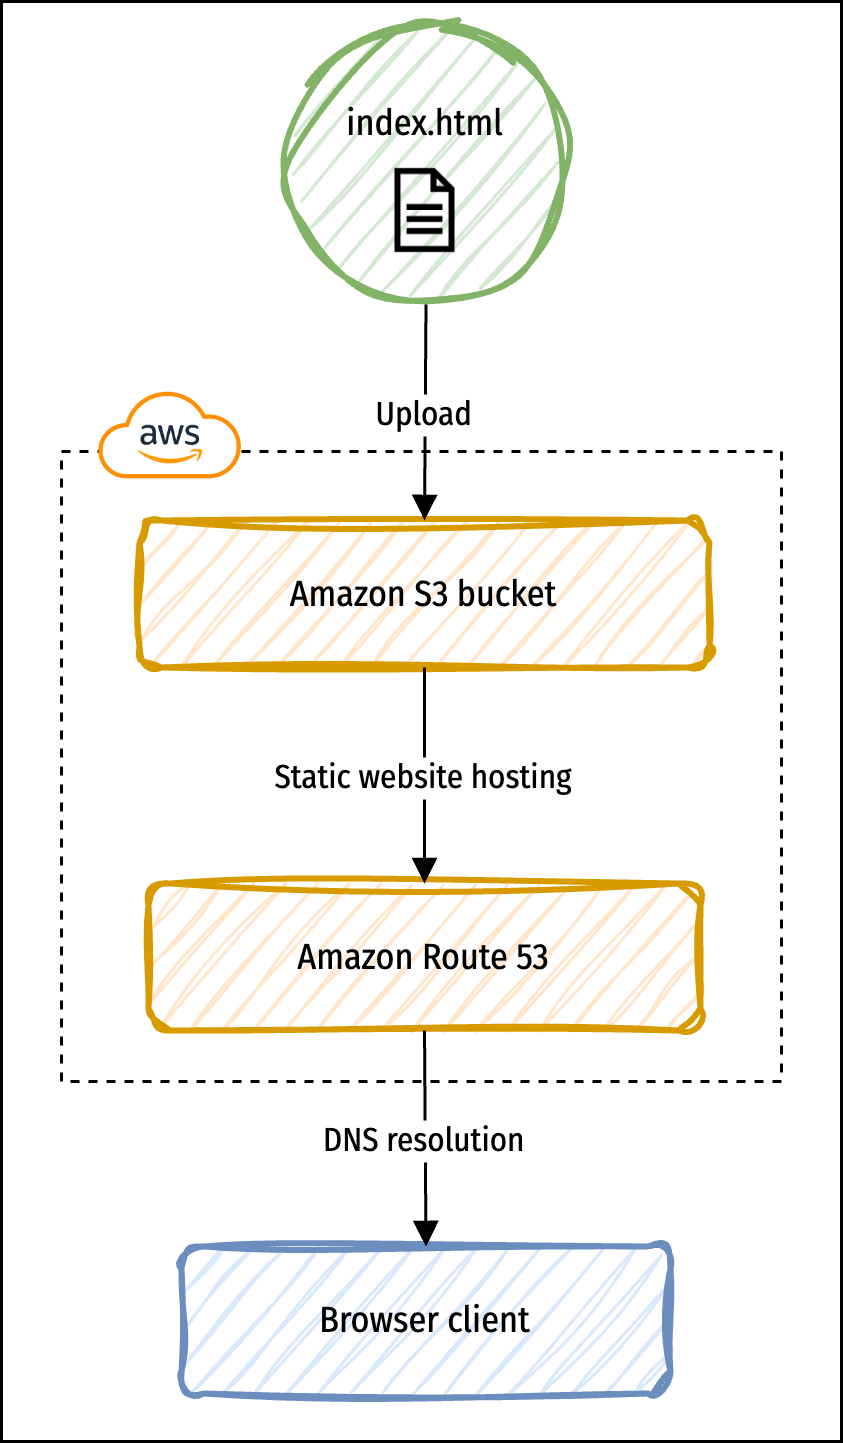 index.html
Upload
aws
Amazon S3 bucket
Static website hosting
Amazon Route 53
DNS resolution
Browser client